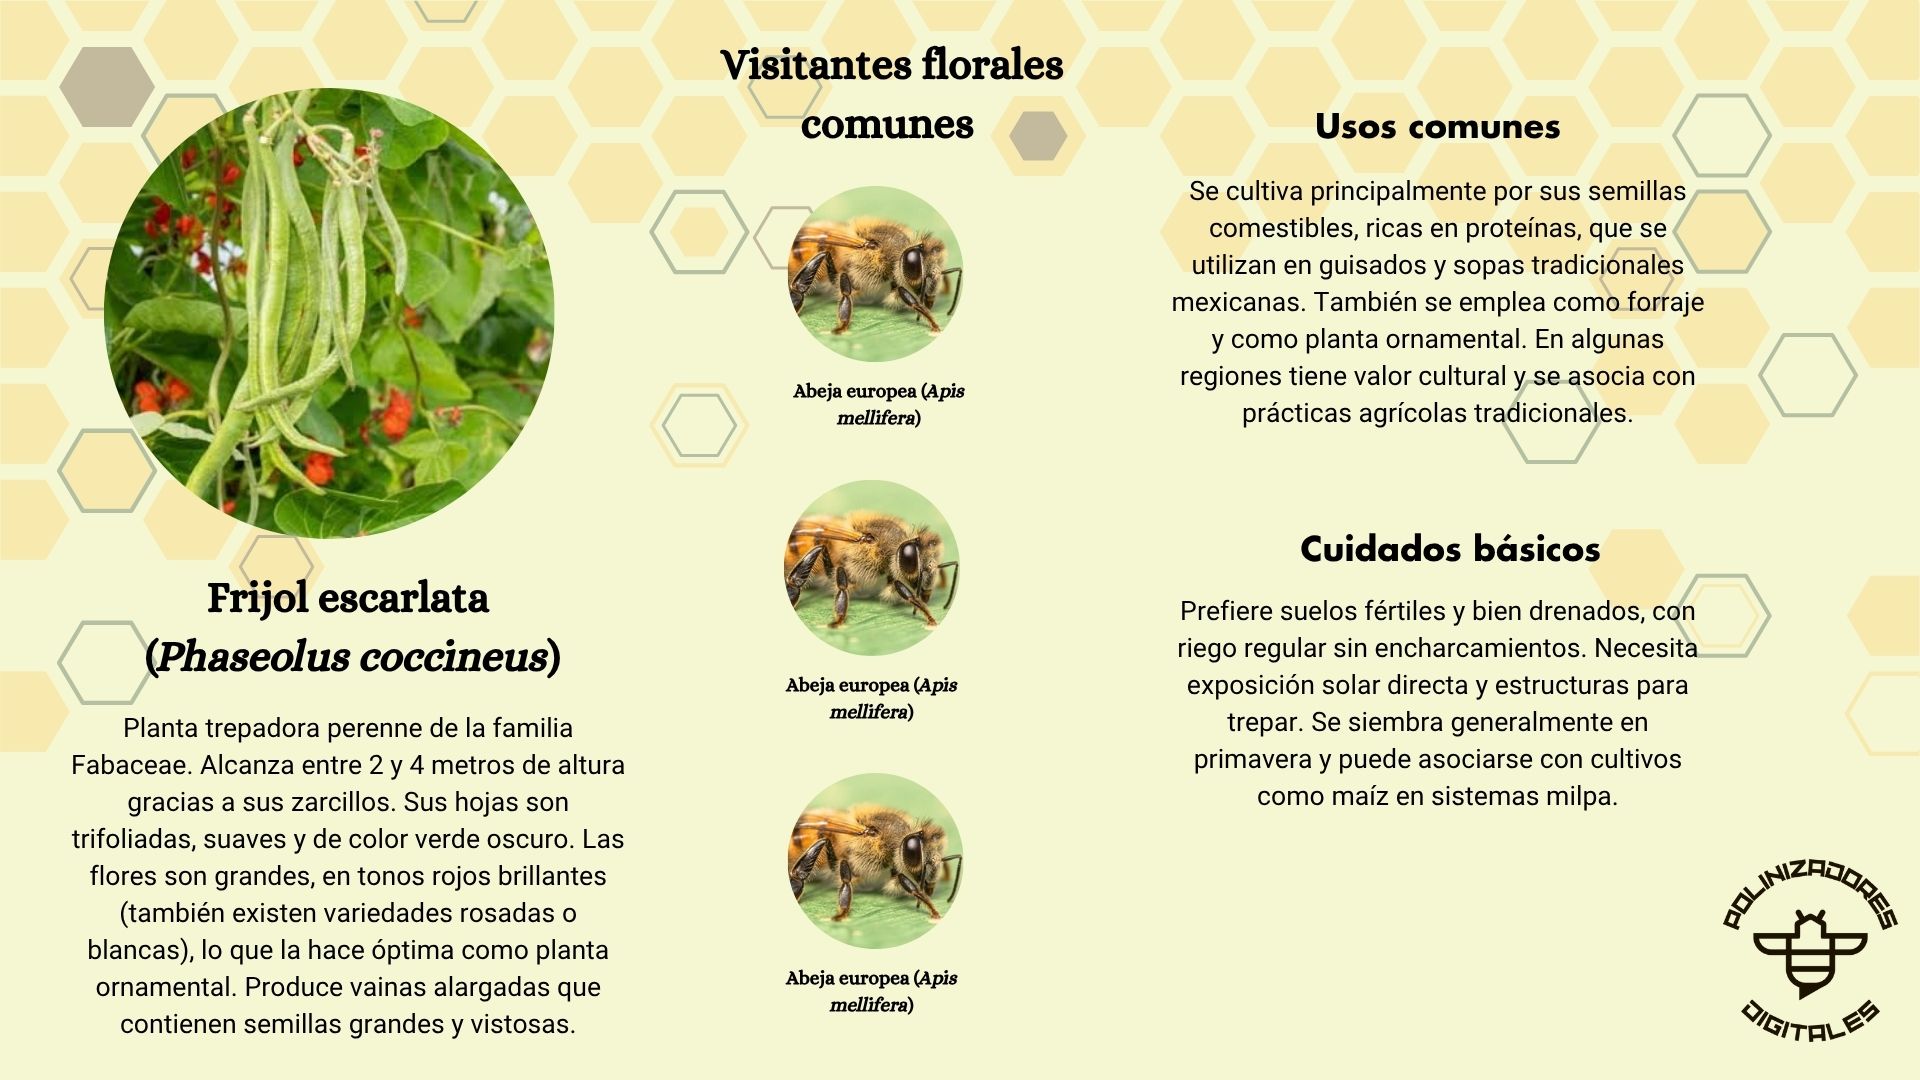 Visitantes florales
comunes
Frijol escarlata
(Phaseolus coccineus)
Planta trepadora perenne de la familia
Fabaceae. Alcanza entre 2 y 4 metros de altura
gracias a sus zarcillos. Sus hojas son
trifoliadas, suaves y de color verde oscuro. Las
flores son grandes, en tonos rojos brillantes
(también existen variedades rosadas o
blancas), lo que la hace óptima como planta
ornamental. Produce vainas alargadas que
contienen semillas grandes y vistosas.
Abeja europea (Apis
mellifera)
Abeja europea (Apis
mellifera)
Abeja europea (Apis
mellifera)
Usos comunes
Se cultiva principalmente por sus semillas
comestibles, ricas en proteínas, que se
utilizan en guisados y sopas tradicionales
mexicanas. También se emplea como forraje
y como planta ornamental. En algunas
regiones tiene valor cultural y se asocia con
prácticas agrícolas tradicionales.
Cuidados básicos
Prefiere suelos fértiles y bien drenados, con
riego regular sin encharcamientos. Necesita
exposición solar directa y estructuras para
trepar. Se siembra generalmente en
primavera y puede asociarse con cultivos
como maíz en sistemas milpa.
POLINIZADORES
DIGITALES